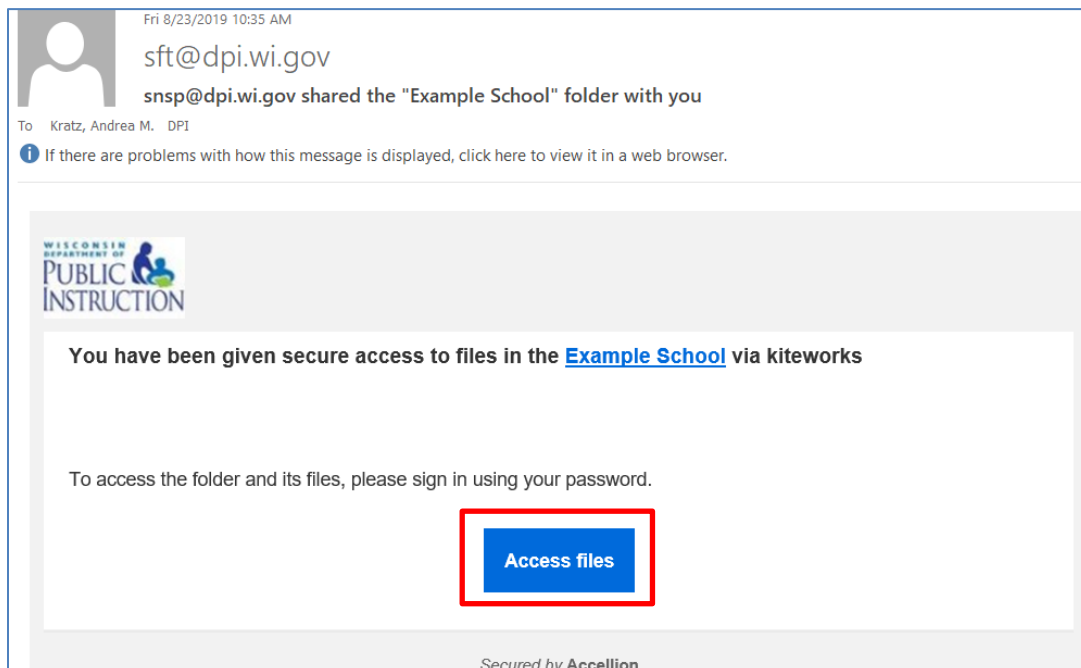 Fri 8/23/2019 10:35 AM
sft@dpi.wi.gov
snsp@dpi.wi.gov shared the "Example School" folder with you
To Kratz, Andrea M. DPI
If there are problems with how this message is displayed, click here to view it in a web browser.
WISCONSIN
DEPARTMENT OF
PUBLIC
INSTRUCTION
You have been given secure access to files in the Example School via kiteworks
To access the folder and its files, please sign in using your password.
Access files
Secured by Accellion